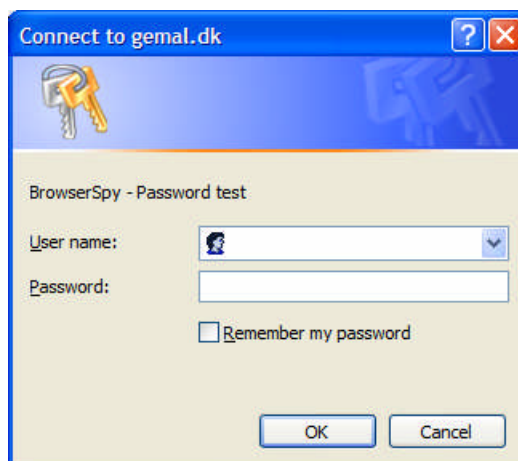 Connect to gemal.dk
BrowserSpy - Password test
User name:
Password:
Remember my password
OK Cancel